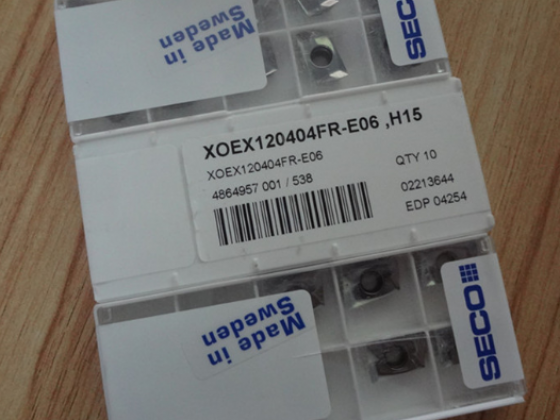 Made in
Sweden
SECO
XOEX120404FR-E06 ,H15
XOEX120404FR-E06
QTY 10
4864957 001 / 538
02213644
EDP 04254
Made in
Sweden
SECO